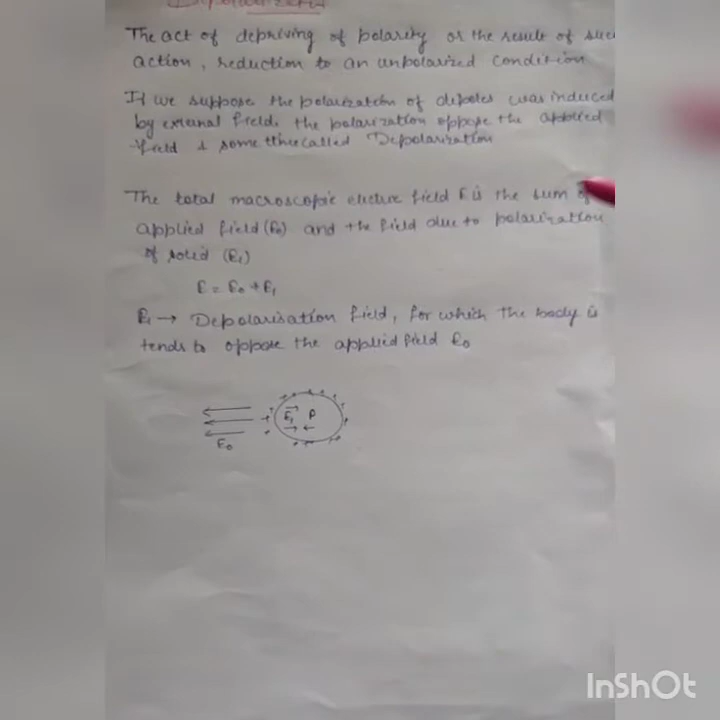 Depolarization
The act of depriving of polarity or the result of such
action, reduction to an unpolarized condition
If we suppose the polarization of dipoles was induced
by external field. the polarization oppose the applied
field is some time called Depolarization
The total macroscopic electric field E is the sum of
applied field (E0) and the field due to polarization
of solid (E1)
E = E0 + E1
E1 → Depolarisation field, for which the body is
tends to oppose the applied field E0
E1 P
E0
InShOt